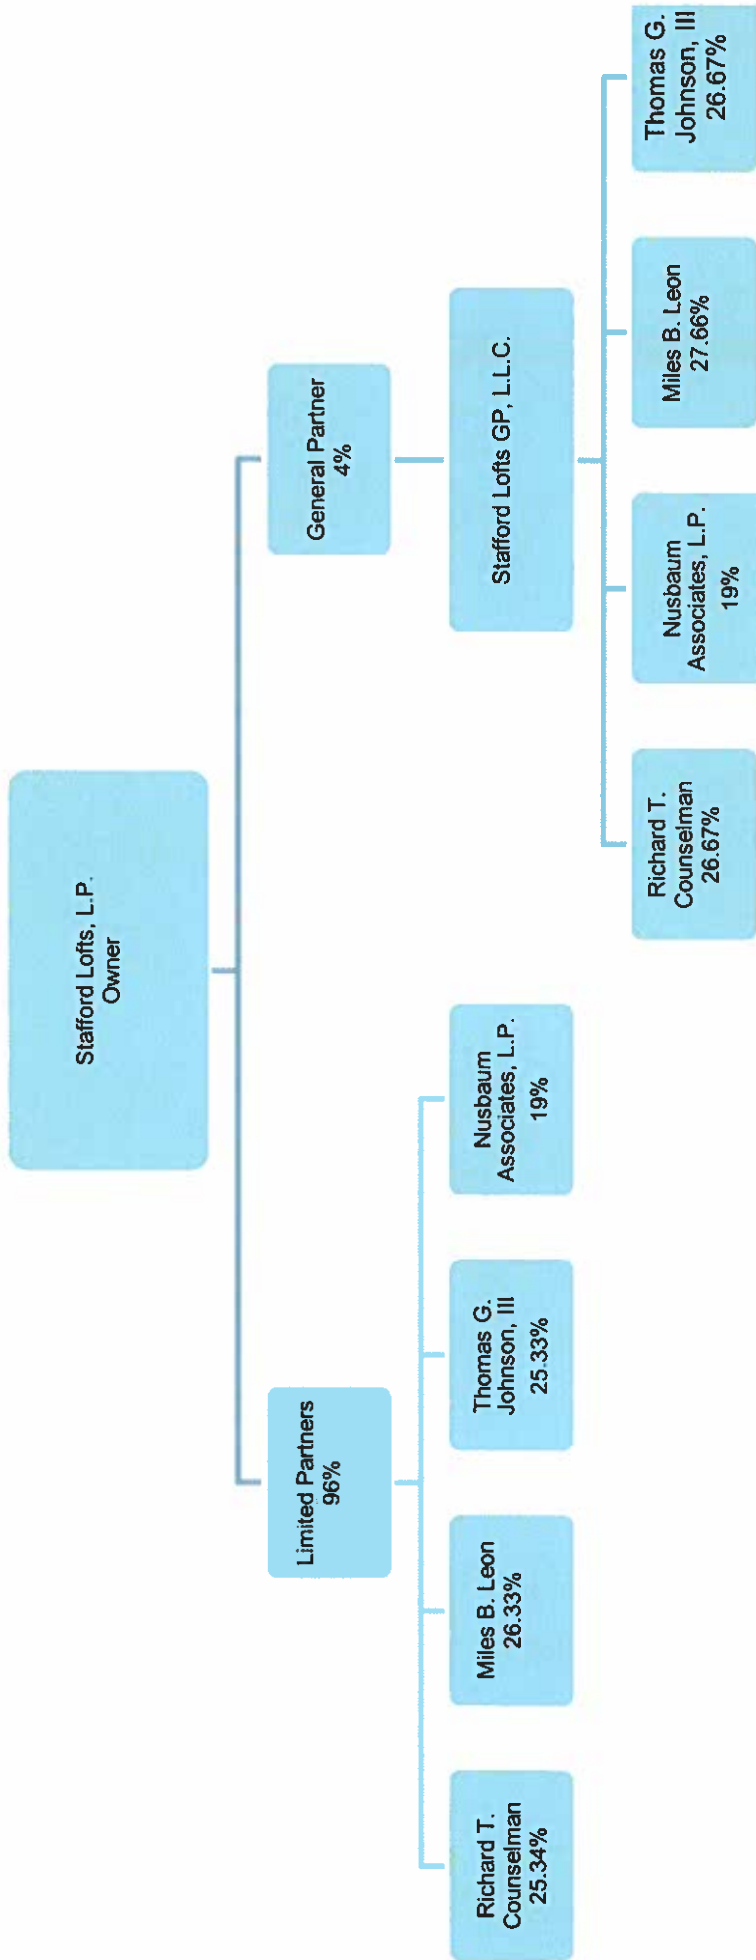 Stafford Lofts, L.P.
Owner
Limited Partners
96%
General Partner
4%
Richard T.
Counselman
25.34%
Miles B. Leon
26.33%
Thomas G.
Johnson, III
25.33%
Nusbaum
Associates, L.P.
19%
Stafford Lofts GP, L.L.C.
Richard T.
Counselman
26.67%
Nusbaum
Associates, L.P.
19%
Miles B. Leon
27.66%
Thomas G.
Johnson, III
26.67%